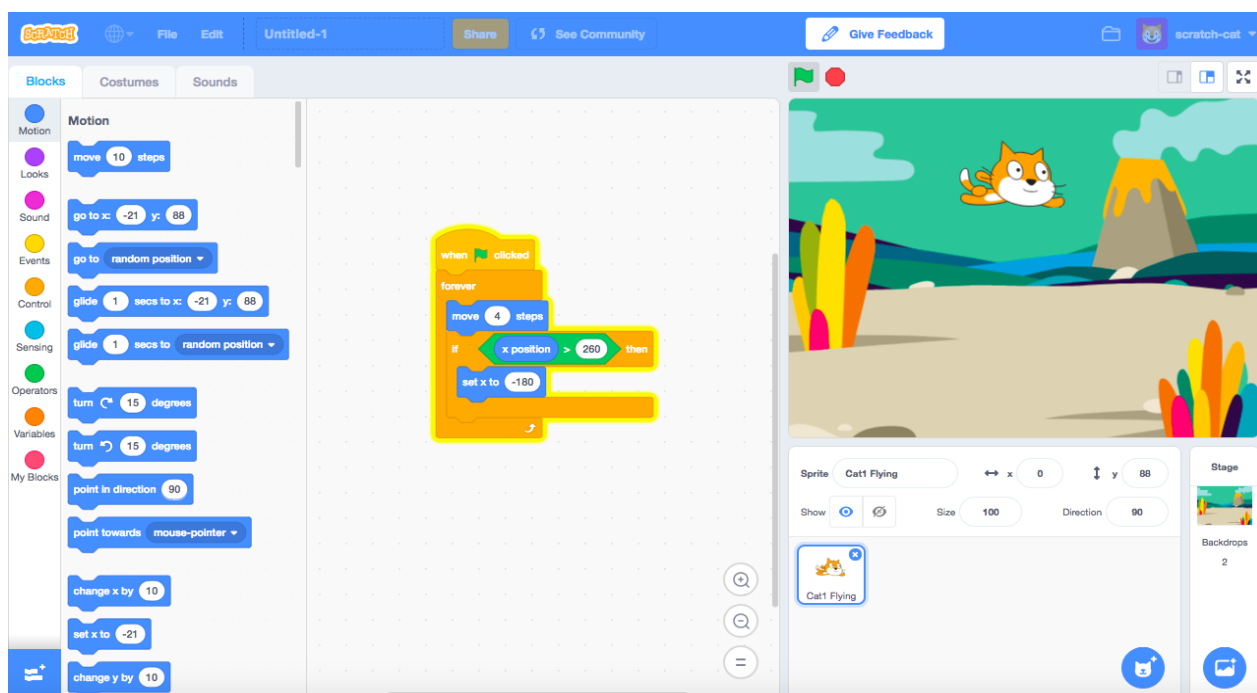 SCRATCH File Edit Untitled-1 Share See Community Give Feedback scratch-cat
Blocks Costumes Sounds
Motion
Looks
Sound
Events
Control
Sensing
Operators
Variables
My Blocks
Motion
move 10 steps
go to x: -21 y: 88
go to random position
glide 1 secs to x: -21 y: 88
glide 1 secs to random position
turn 15 degrees
turn 15 degrees
point in direction 90
point towards mouse-pointer
change x by 10
set x to -21
change y by 10
when clicked
forever
move 4 steps
if x position > 260 then
set x to -180
Sprite Cat1 Flying x 0 y 88
Show Size 100 Direction 90
Cat1 Flying
Stage
Backdrops
2